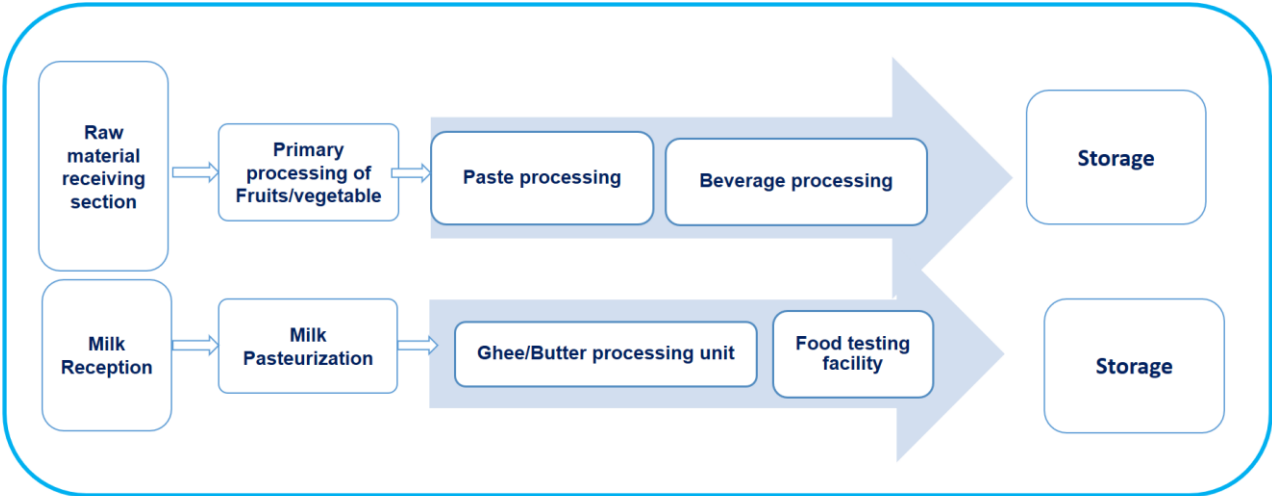 Raw
material
receiving
section
Primary
processing of
Fruits/vegetable
Paste processing
Beverage processing
Storage
Milk
Reception
Milk
Pasteurization
Ghee/Butter processing unit
Food testing
facility
Storage